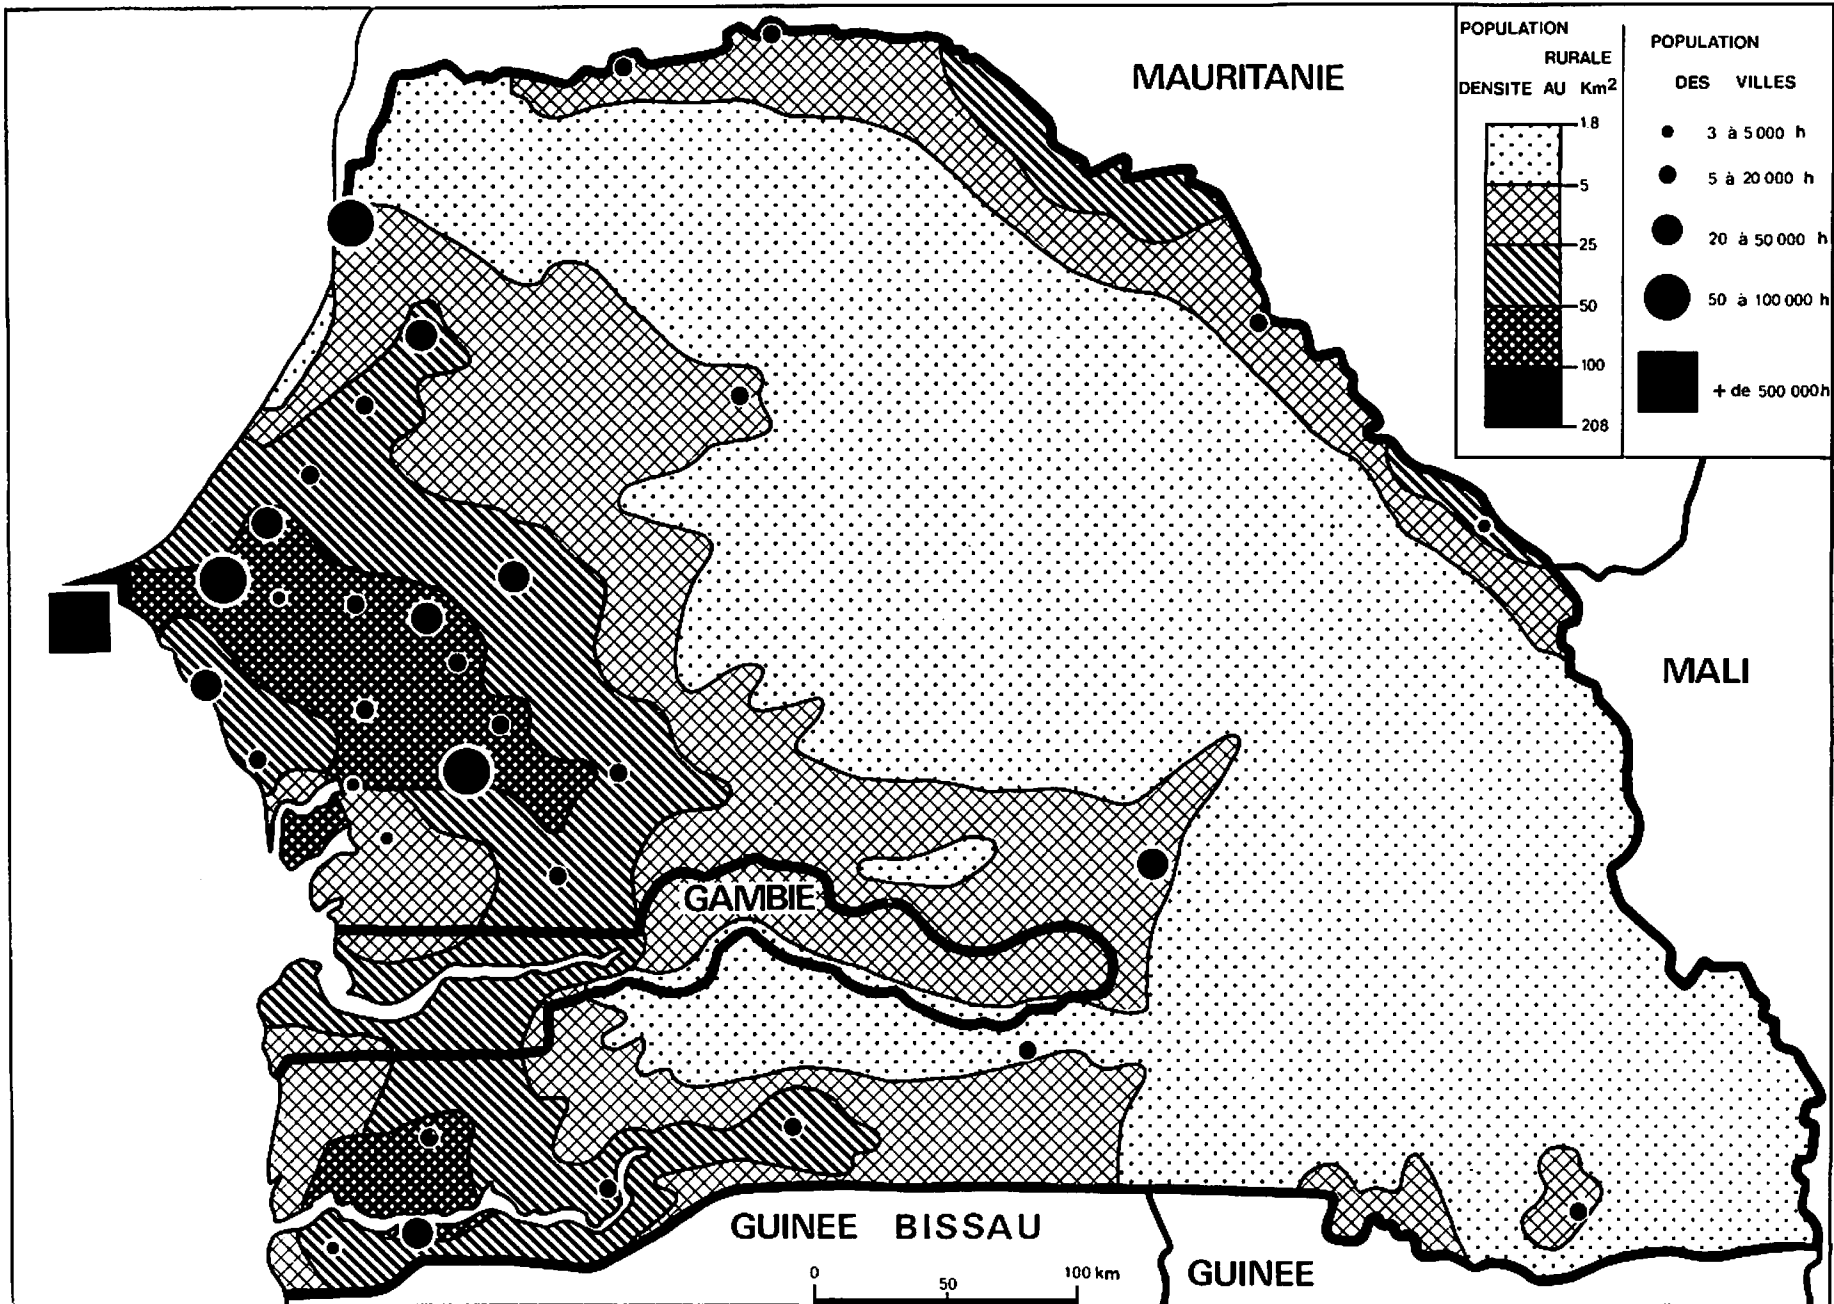 POPULATION
RURALE
DENSITE AU Km2
1.8
5
25
50
100
208
POPULATION
DES VILLES
3 à 5 000 h
5 à 20 000 h
20 à 50 000 h
50 à 100 000 h
+ de 500 000 h
MAURITANIE
MALI
GAMBIE
GUINEE BISSAU
GUINEE
0
50
100 km